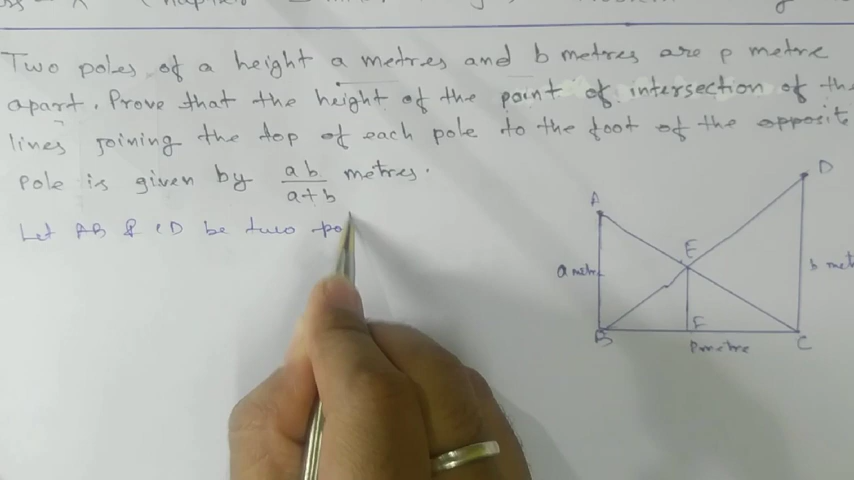 Two poles of a height a metres and b metres are p metre
apart. Prove that the height of the point of intersection of the
lines joining the top of each pole to the foot of the opposite
pole is given by ab/a+b metres.
Let AB & CD be two po
D
A
E
a metr
b met
F
B
C
P metre